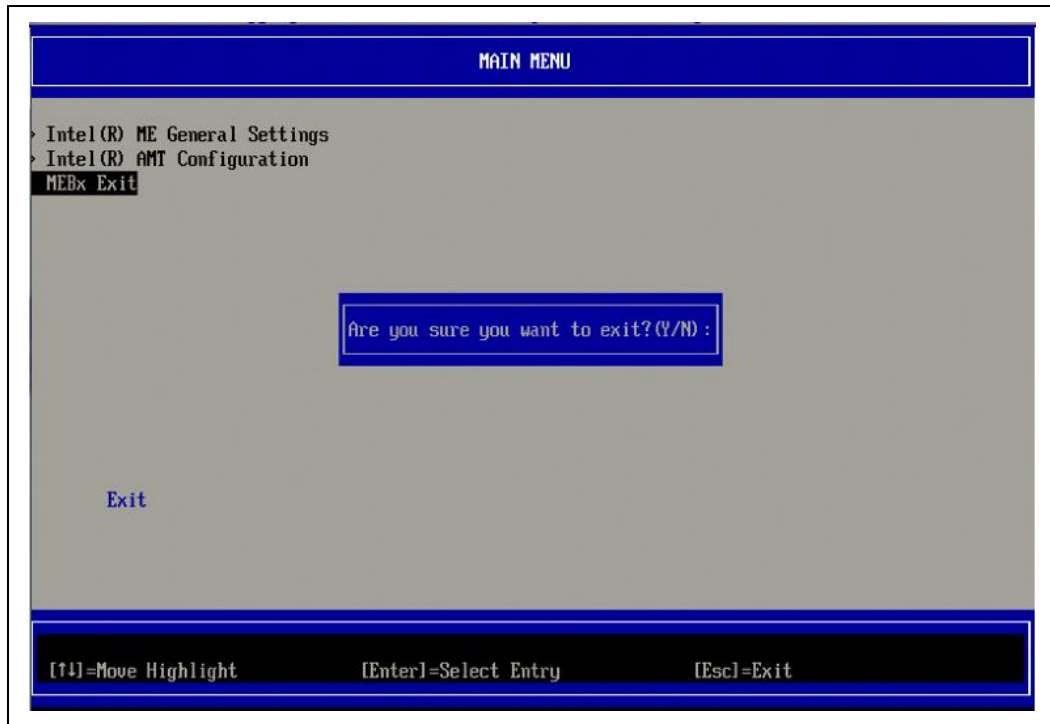 MAIN MENU
> Intel(R) ME General Settings
> Intel(R) AMT Configuration
MEBx Exit
Are you sure you want to exit?(Y/N):
Exit
[↑↓]=Move Highlight [Enter]=Select Entry [Esc]=Exit